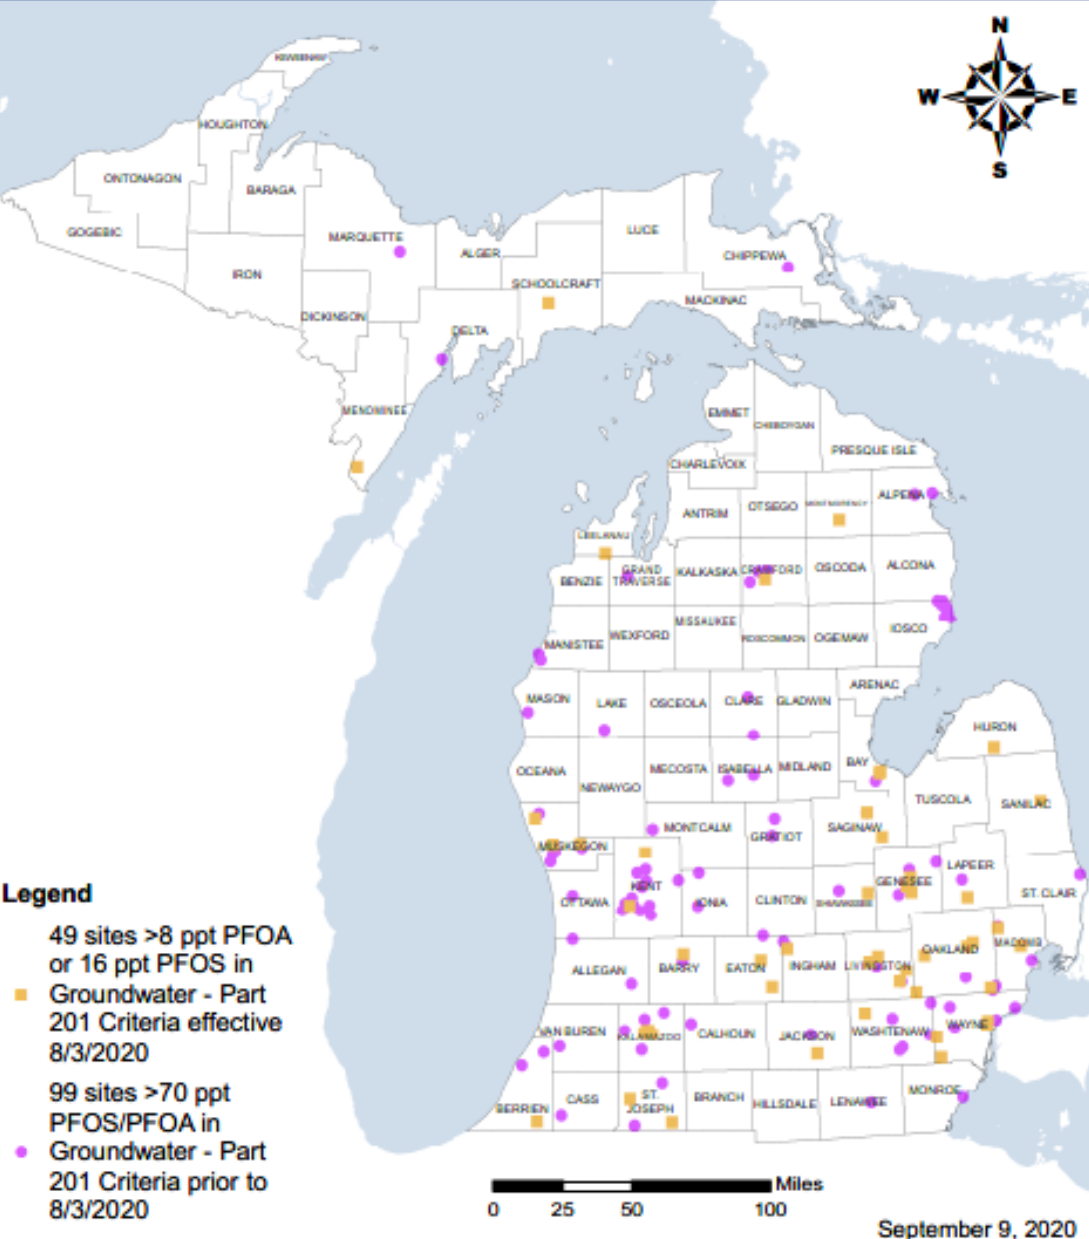 N
W E
S
KEWEENAW
HOUGHTON
ONTONAGON
BARAGA
GOGEBIC
MARQUETTE
LUCE
ALGER
CHIPPEWA
IRON
SCHOOLCRAFT
MACKINAC
DICKINSON
DELTA
MENOMINEE
EMMET
CHEBOYGAN
PRESQUE ISLE
CHARLEVOIX
ALPENA
ANTRIM
OTSEGO
MONTMORENCY
LEELANAU
GRAND
TRAVERSE
BENZIE
KALKASKA
CRAWFORD
OSCODA
ALCONA
MISSAUKEE
MANISTEE
WEXFORD
ROSCOMMON
OGEMAW
IOSCO
ARENAC
MASON
LAKE
OSCEOLA
CLARE
GLADWIN
HURON
OCEANA
NEWAYGO
MECOSTA
ISABELLA
MIDLAND
BAY
TUSCOLA
SANILAC
MONTCALM
GRATIOT
SAGINAW
MUSKEGON
KENT
OTTAWA
IONIA
CLINTON
SHIAWASSEE
GENESEE
LAPEER
ST. CLAIR
Legend
49 sites >8 ppt PFOA
or 16 ppt PFOS in
Groundwater - Part
201 Criteria effective
8/3/2020
99 sites >70 ppt
PFOS/PFOA in
Groundwater - Part
201 Criteria prior to
8/3/2020
ALLEGAN
BARRY
EATON
INGHAM
LIVINGSTON
OAKLAND
MACOMB
VAN BUREN
KALAMAZOO
CALHOUN
JACKSON
WASHTENAW
WAYNE
BERRIEN
CASS
ST.
JOSEPH
BRANCH
HILLSDALE
LENAWEE
MONROE
Miles
0 25 50 100
September 9, 2020